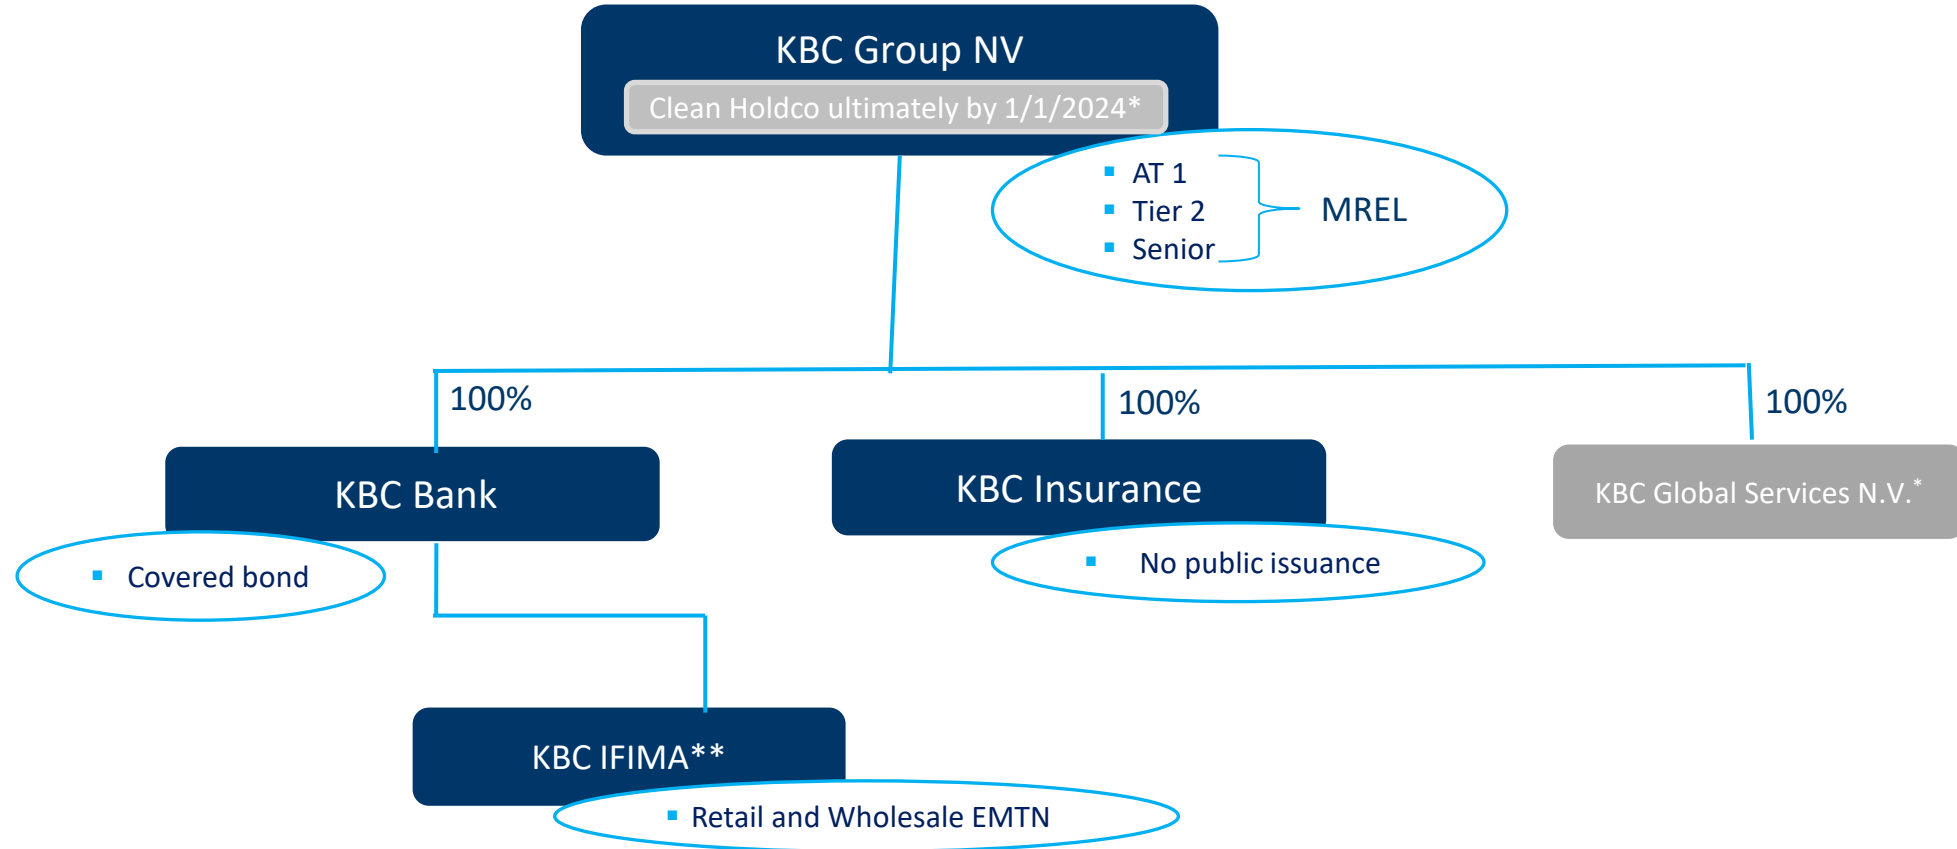 KBC Group NV
Clean Holdco ultimately by 1/1/2024*
▪ AT 1
▪ Tier 2
▪ Senior
MREL
100%
100%
100%
KBC Bank
KBC Insurance
KBC Global Services N.V.*
▪ Covered bond
▪ No public issuance
KBC IFIMA**
▪ Retail and Wholesale EMTN